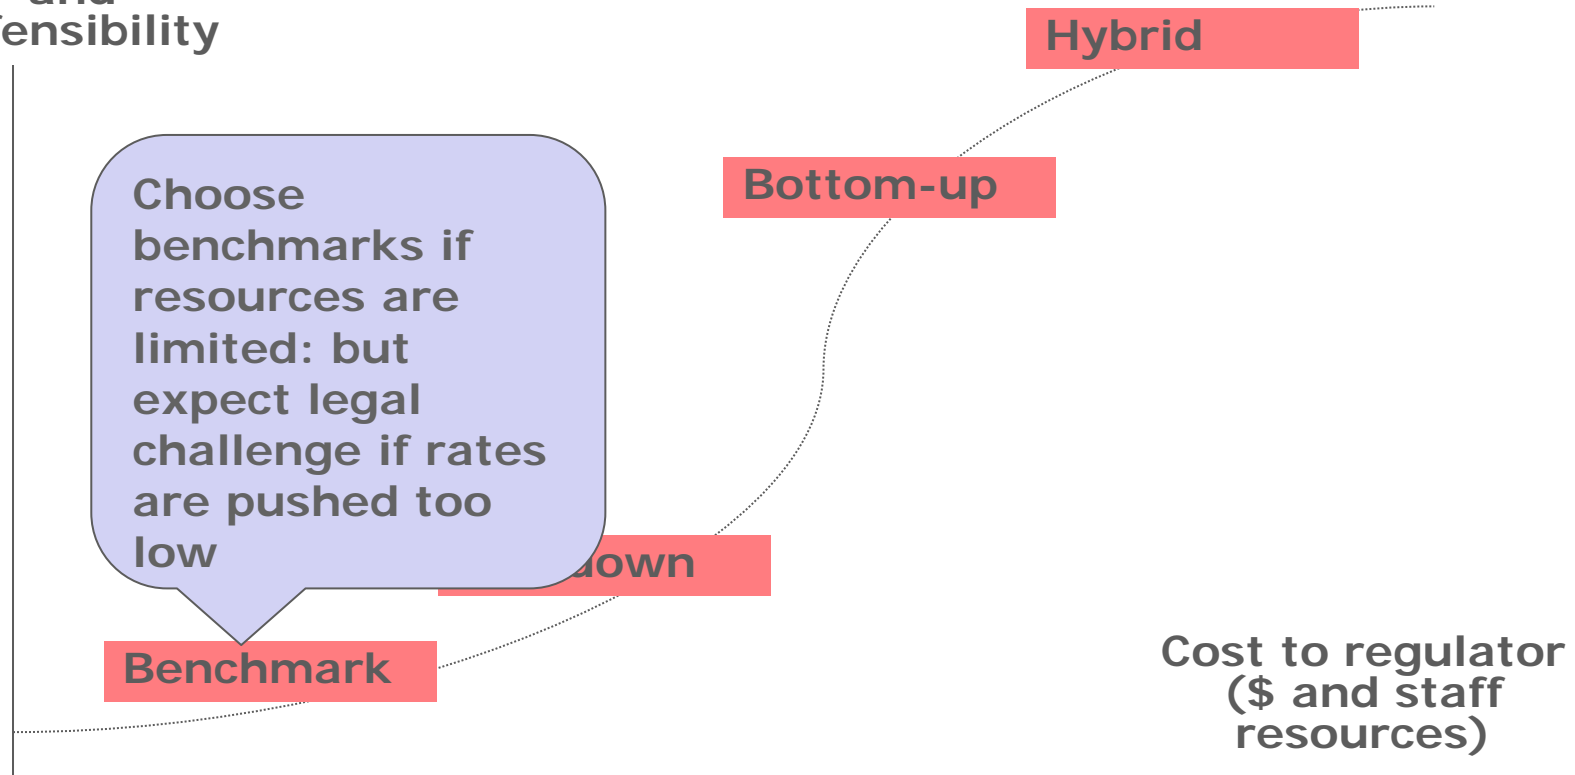 and
ensibility
Hybrid
Bottom-up
Choose
benchmarks if
resources are
limited: but
expect legal
challenge if rates
are pushed too
low
down
Benchmark
Cost to regulator
($ and staff
resources)